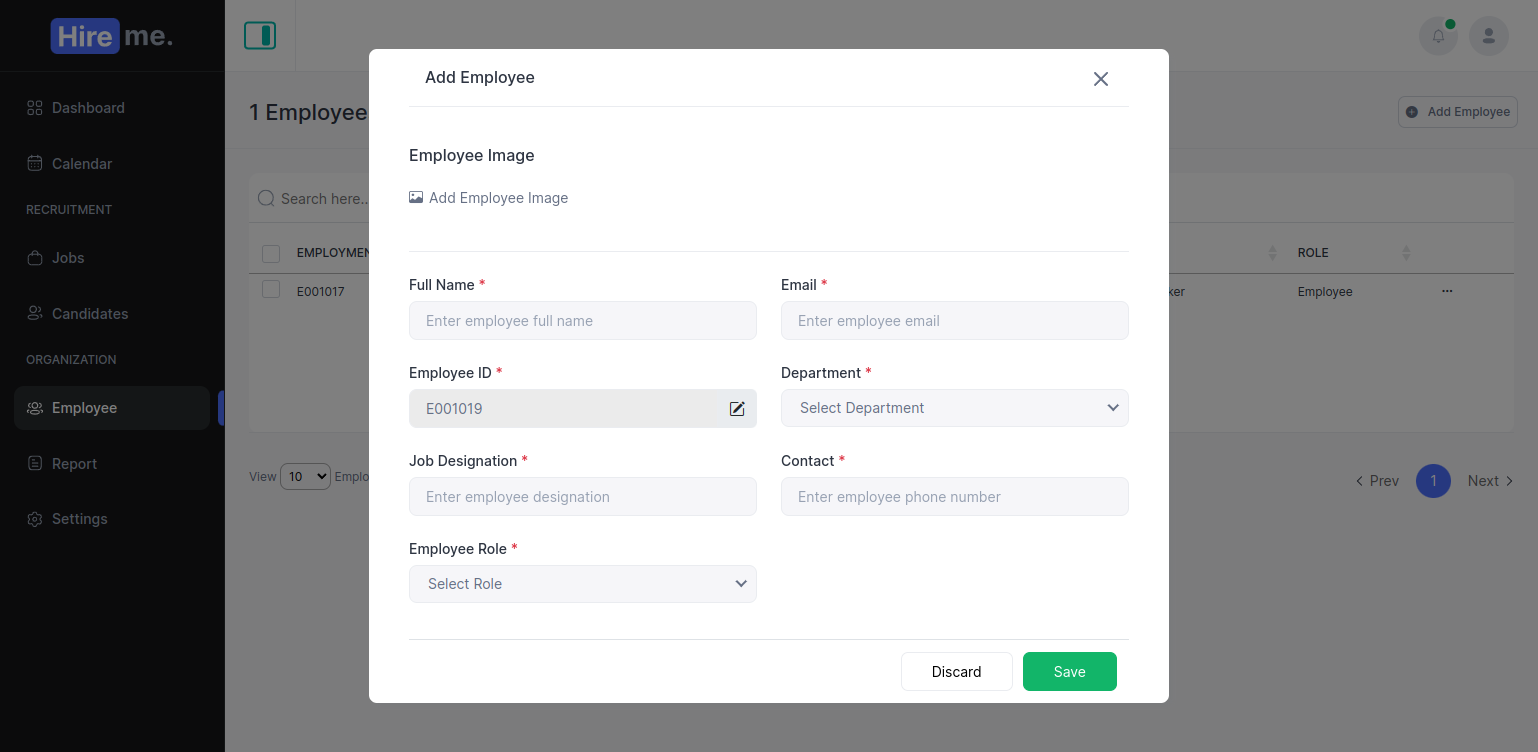 Hire me.
Dashboard
Calendar
RECRUITMENT
Jobs
Candidates
ORGANIZATION
Employee
Report
Settings
1 Employee
Add Employee
Search here..
EMPLOYMEN
ROLE
E001017
ker
Employee
...
View 10 Emplo
Prev 1 Next
Add Employee
Employee Image
Add Employee Image
Full Name *
Enter employee full name
Email *
Enter employee email
Employee ID *
E001019
Department *
Select Department
Job Designation *
Enter employee designation
Contact *
Enter employee phone number
Employee Role *
Select Role
Discard
Save